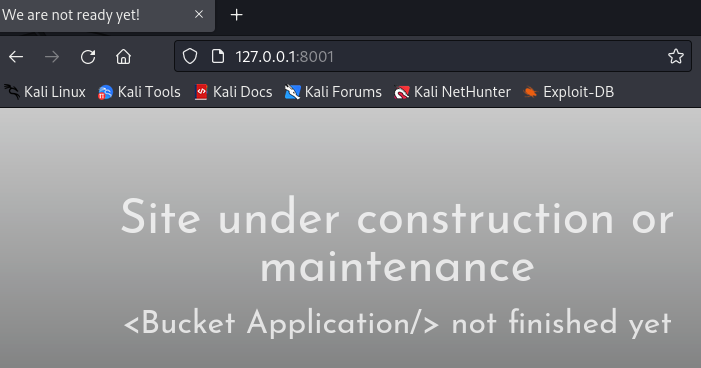 We are not ready yet!
127.0.0.1:8001
Kali Linux Kali Tools Kali Docs Kali Forums Kali NetHunter Exploit-DB
Site under construction or
maintenance
<Bucket Application/> not finished yet